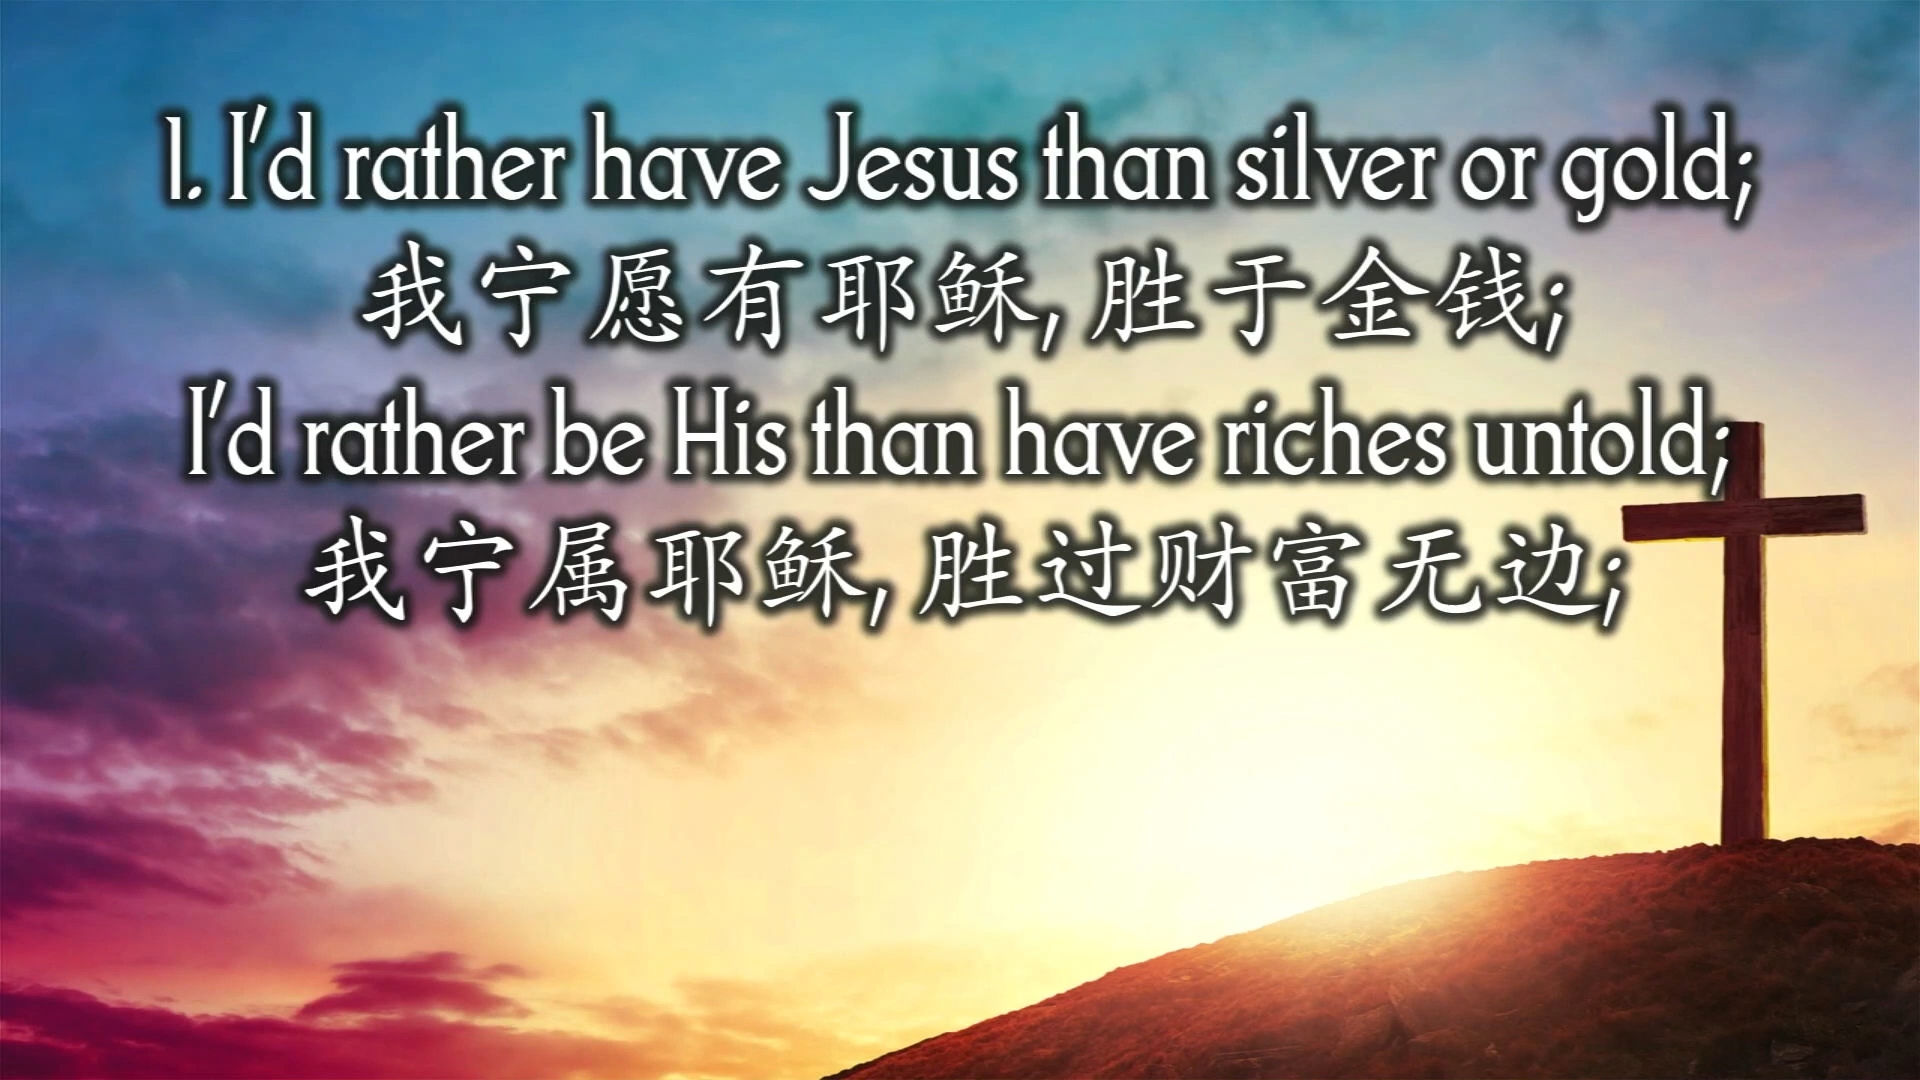 1. I'd rather have Jesus than silver or gold;
我宁愿有耶稣, 胜于金钱;
I'd rather be His than have riches untold;
我宁属耶稣, 胜过财富无边;